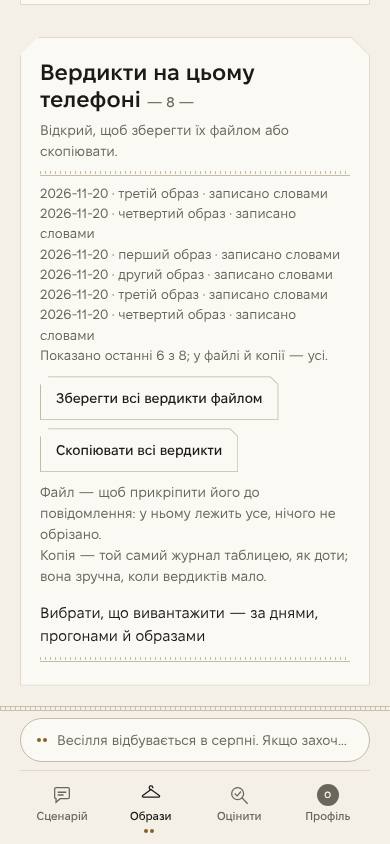 Вердикти на цьому
телефоні — 8 —
Відкрий, щоб зберегти їх файлом або
скопіювати.
2026-11-20 · третій образ · записано словами
2026-11-20 · четвертий образ · записано
словами
2026-11-20 · перший образ · записано словами
2026-11-20 · другий образ · записано словами
2026-11-20 · третій образ · записано словами
2026-11-20 · четвертий образ · записано
словами
Показано останні 6 з 8; у файлі й копії — усі.
Зберегти всі вердикти файлом
Скопіювати всі вердикти
Файл — щоб прикріпити його до
повідомлення: у ньому лежить усе, нічого не
обрізано.
Копія — той самий журнал таблицею, як доти;
вона зручна, коли вердиктів мало.
Вибрати, що вивантажити — за днями,
прогонами й образами
Весілля відбувається в серпні. Якщо захоч...
Сценарій
Образи
Оцінити
О
Профіль